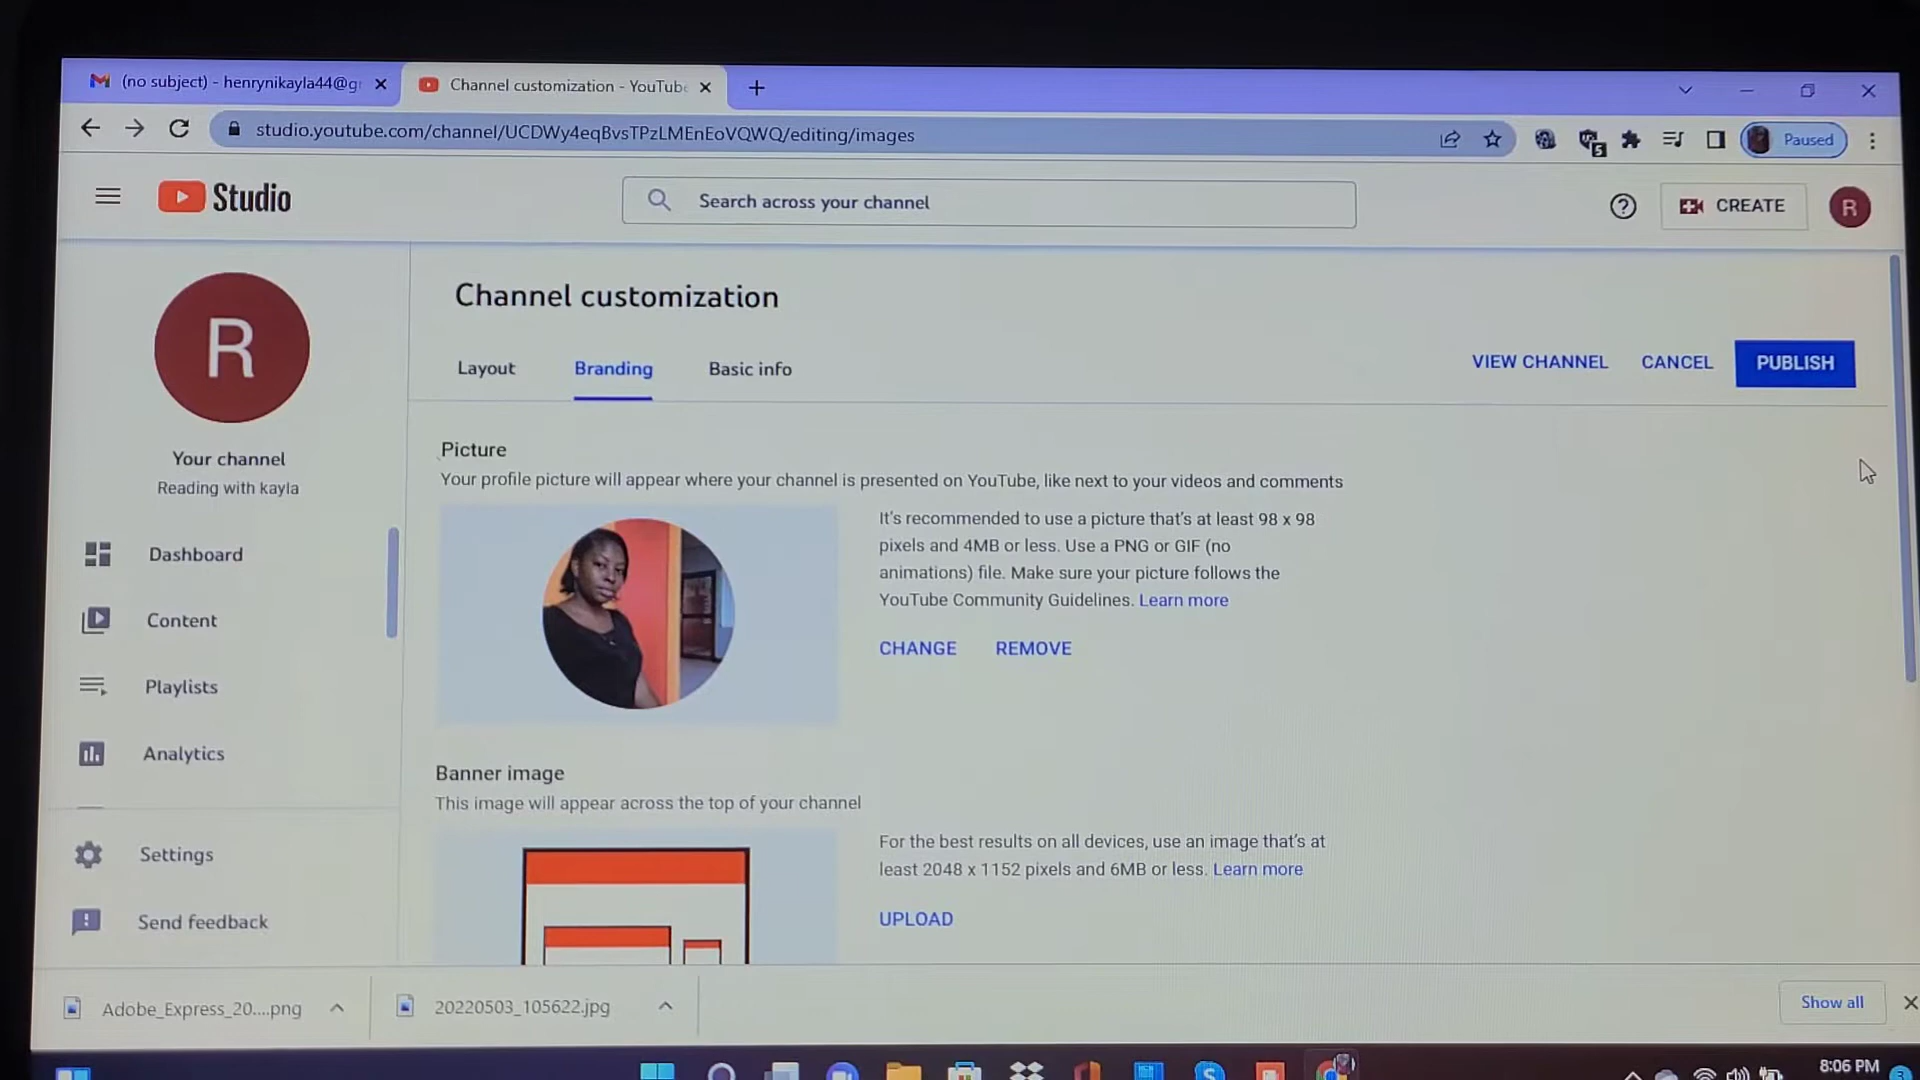 (no subject) - henrynikayla44@g
Channel customization - YouTube
studio.youtube.com/channel/UCDWy4eqBvsTPzLMEnEoVQWQ/editing/images
5
Paused
Studio
Search across your channel
CREATE
R
R
Your channel
Reading with kayla
Dashboard
Content
Playlists
Analytics
Settings
Send feedback
Channel customization
Layout
Branding
Basic info
VIEW CHANNEL
CANCEL
PUBLISH
Picture
Your profile picture will appear where your channel is presented on YouTube, like next to your videos and comments
It's recommended to use a picture that's at least 98 x 98
pixels and 4MB or less. Use a PNG or GIF (no
animations) file. Make sure your picture follows the
YouTube Community Guidelines. Learn more
CHANGE
REMOVE
Banner image
This image will appear across the top of your channel
For the best results on all devices, use an image that's at
least 2048 x 1152 pixels and 6MB or less. Learn more
UPLOAD
Adobe_Express_20....png
20220503_105622.jpg
Show all
8:06 PM